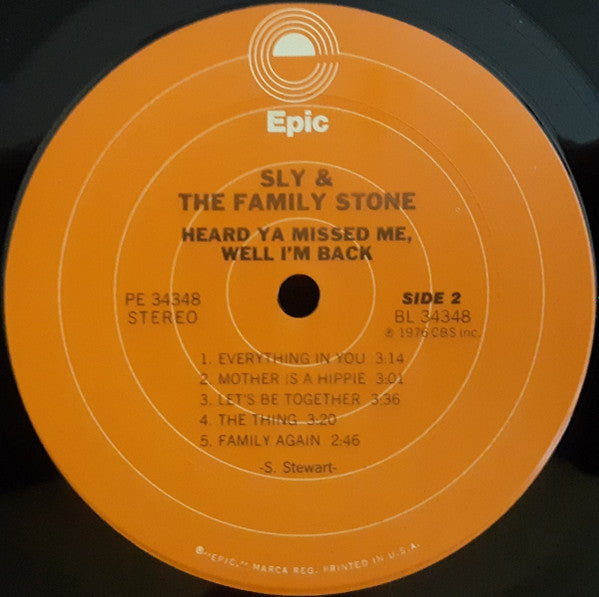 Epic
SLY &
THE FAMILY STONE
HEARD YA MISSED ME,
WELL I'M BACK
PE 34348
STEREO
SIDE 2
BL 34348
℗ 1976 CBS inc.
1. EVERYTHING IN YOU 3:14
2. MOTHER IS A HIPPIE 3:01
3. LET'S BE TOGETHER 3:36
4. THE THING 3:20
5. FAMILY AGAIN 2:46
-S. Stewart-
®"EPIC," MARCA REG. PRINTED IN U.S.A.